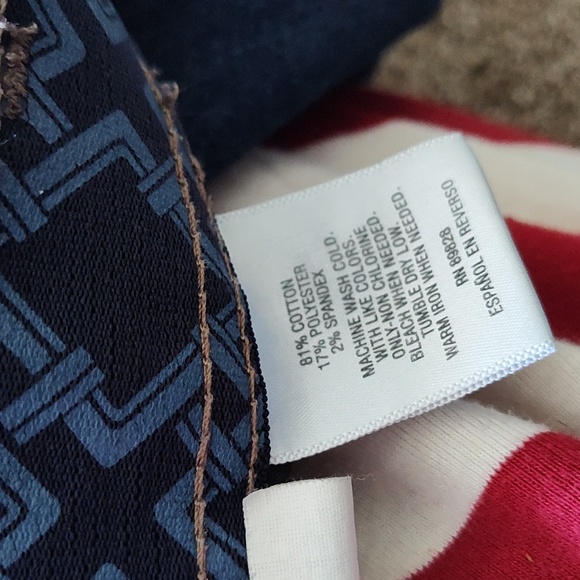 81% COTTON
17% POLYESTER
2% SPANDEX
MACHINE WASH COLD.
WITH LIKE COLORS.
ONLY-NON CHLORINE
BLEACH WHEN NEEDED.
TUMBLE DRY LOW.
WARM IRON WHEN NEEDED.
RN 89828
ESPAÑOL EN REVERSO